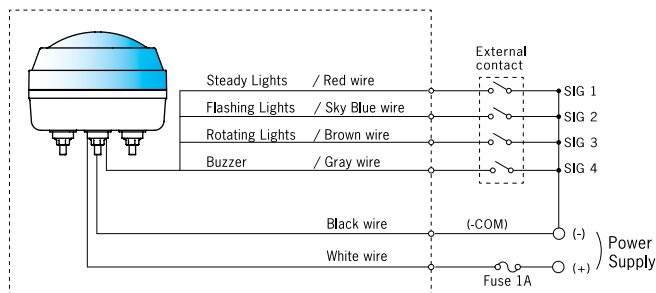 External
contact
Steady Lights / Red wire
SIG 1
Flashing Lights / Sky Blue wire
SIG 2
Rotating Lights / Brown wire
SIG 3
Buzzer / Gray wire
SIG 4
Black wire
(-COM)
(-)
Power
Supply
White wire
Fuse 1A
(+)